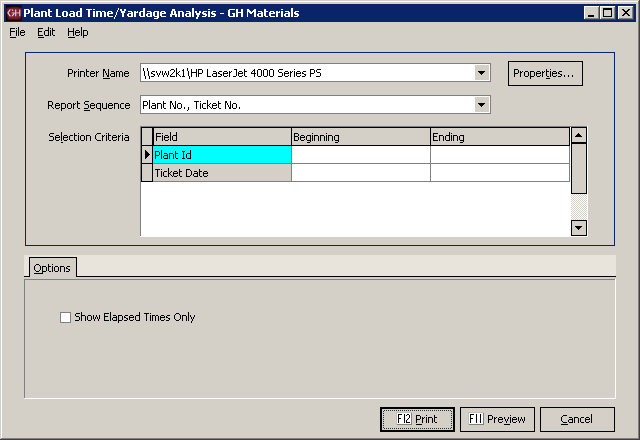 GH Plant Load Time/Yardage Analysis - GH Materials
File Edit Help
Printer Name \\svw2k1\HP LaserJet 4000 Series PS Properties...
Report Sequence Plant No., Ticket No.
Selection Criteria Field Beginning Ending
Plant Id
Ticket Date
Options
Show Elapsed Times Only
F12 Print F11 Preview Cancel